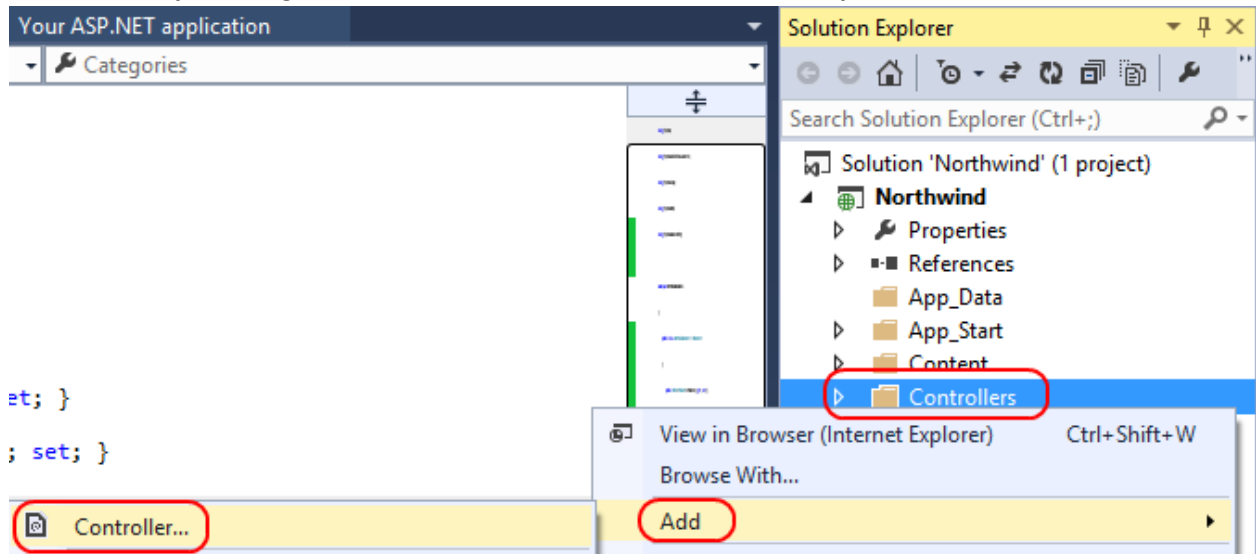 Your ASP.NET application
Categories
et; }
; set; }
Solution Explorer
Search Solution Explorer (Ctrl+;)
Solution 'Northwind' (1 project)
Northwind
Properties
References
App_Data
App_Start
Content
Controllers
View in Browser (Internet Explorer) Ctrl+Shift+W
Browse With...
Add
Controller...